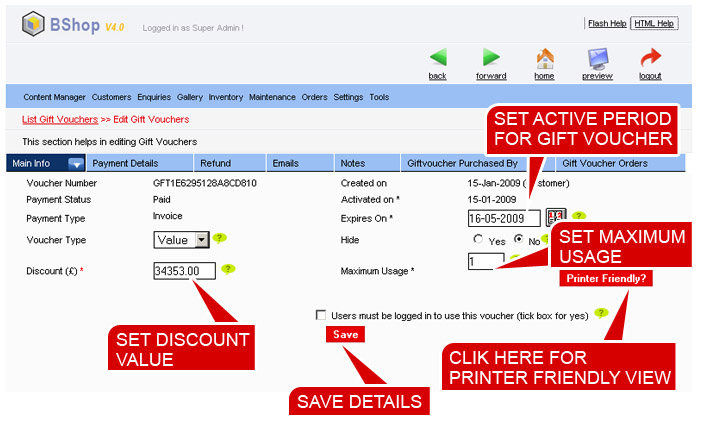 BShop V4.0
Logged in as Super Admin !
Flash Help HTML Help
back forward home preview logout
Content Manager Customers Enquiries Gallery Inventory Maintenance Orders Settings Tools
List Gift Vouchers >> Edit Gift Vouchers
This section helps in editing Gift Vouchers
SET ACTIVE PERIOD
FOR GIFT VOUCHER
Main Info Payment Details Refund Emails Notes Giftvoucher Purchased By Gift Voucher Orders
Voucher Number GFT1E6295128A8CD810 Created on 15-Jan-2009 ( stomer)
Payment Status Paid Activated on * 15-01-2009
Payment Type Invoice Expires On * 16-05-2009
Voucher Type Value ? Hide Yes No
Discount (£) * 34353.00 ? Maximum Usage * 1
SET MAXIMUM
USAGE
Printer Friendly?
Users must be logged in to use this voucher (tick box for yes) ?
Save
SET DISCOUNT
VALUE
CLIK HERE FOR
PRINTER FRIENDLY VIEW
SAVE DETAILS